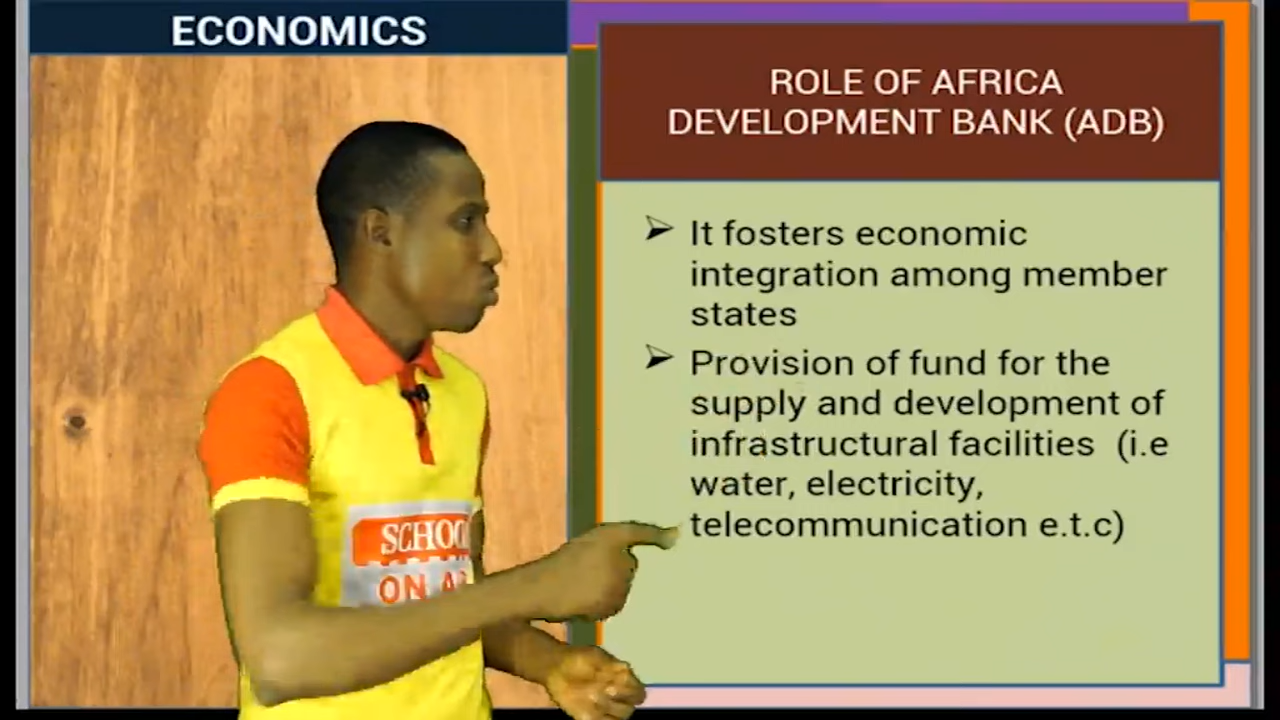 ECONOMICS
ROLE OF AFRICA
DEVELOPMENT BANK (ADB)
➢ It fosters economic
integration among member
states
➢ Provision of fund for the
supply and development of
infrastructural facilities (i.e
water, electricity,
telecommunication e.t.c)
SCHOO
ON A